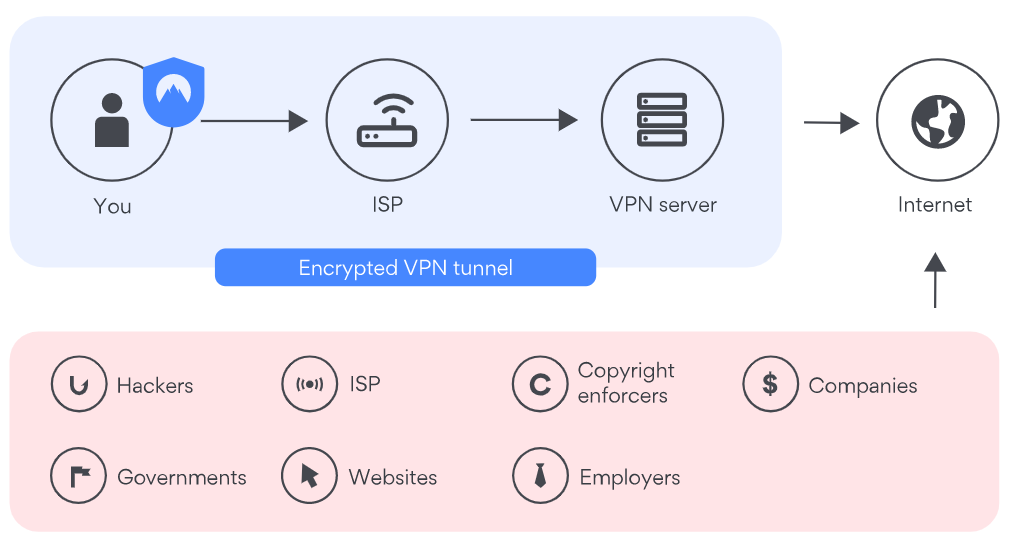 You
ISP
VPN server
Internet
Encrypted VPN tunnel
Hackers
ISP
Copyright
enforcers
Companies
Governments
Websites
Employers